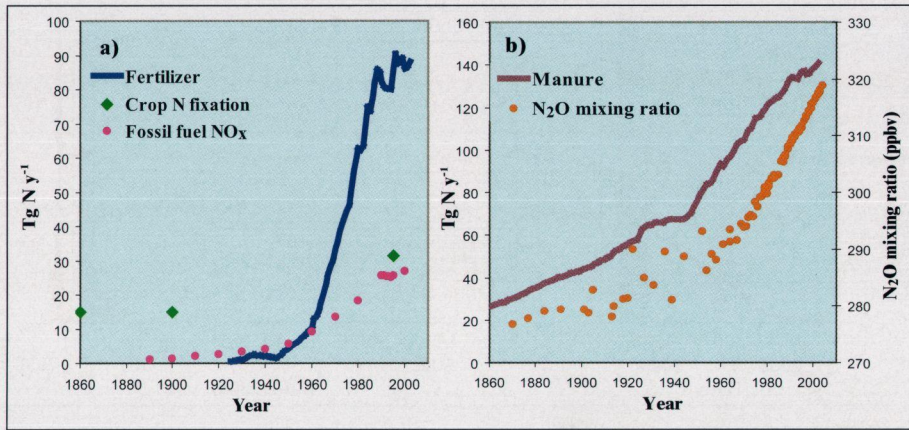 a)
Fertilizer
Crop N fixation
Fossil fuel NOx
Tg N y-1
100
90
80
70
60
50
40
30
20
10
0
1860 1880 1900 1920 1940 1960 1980 2000
Year
b)
Manure
N2O mixing ratio
Tg N y-1
160
140
120
100
80
60
40
20
0
330
320
310
300
290
280
270
N2O mixing ratio (ppbv)
1860 1880 1901 1920 1940 1960 1980 2000
Year